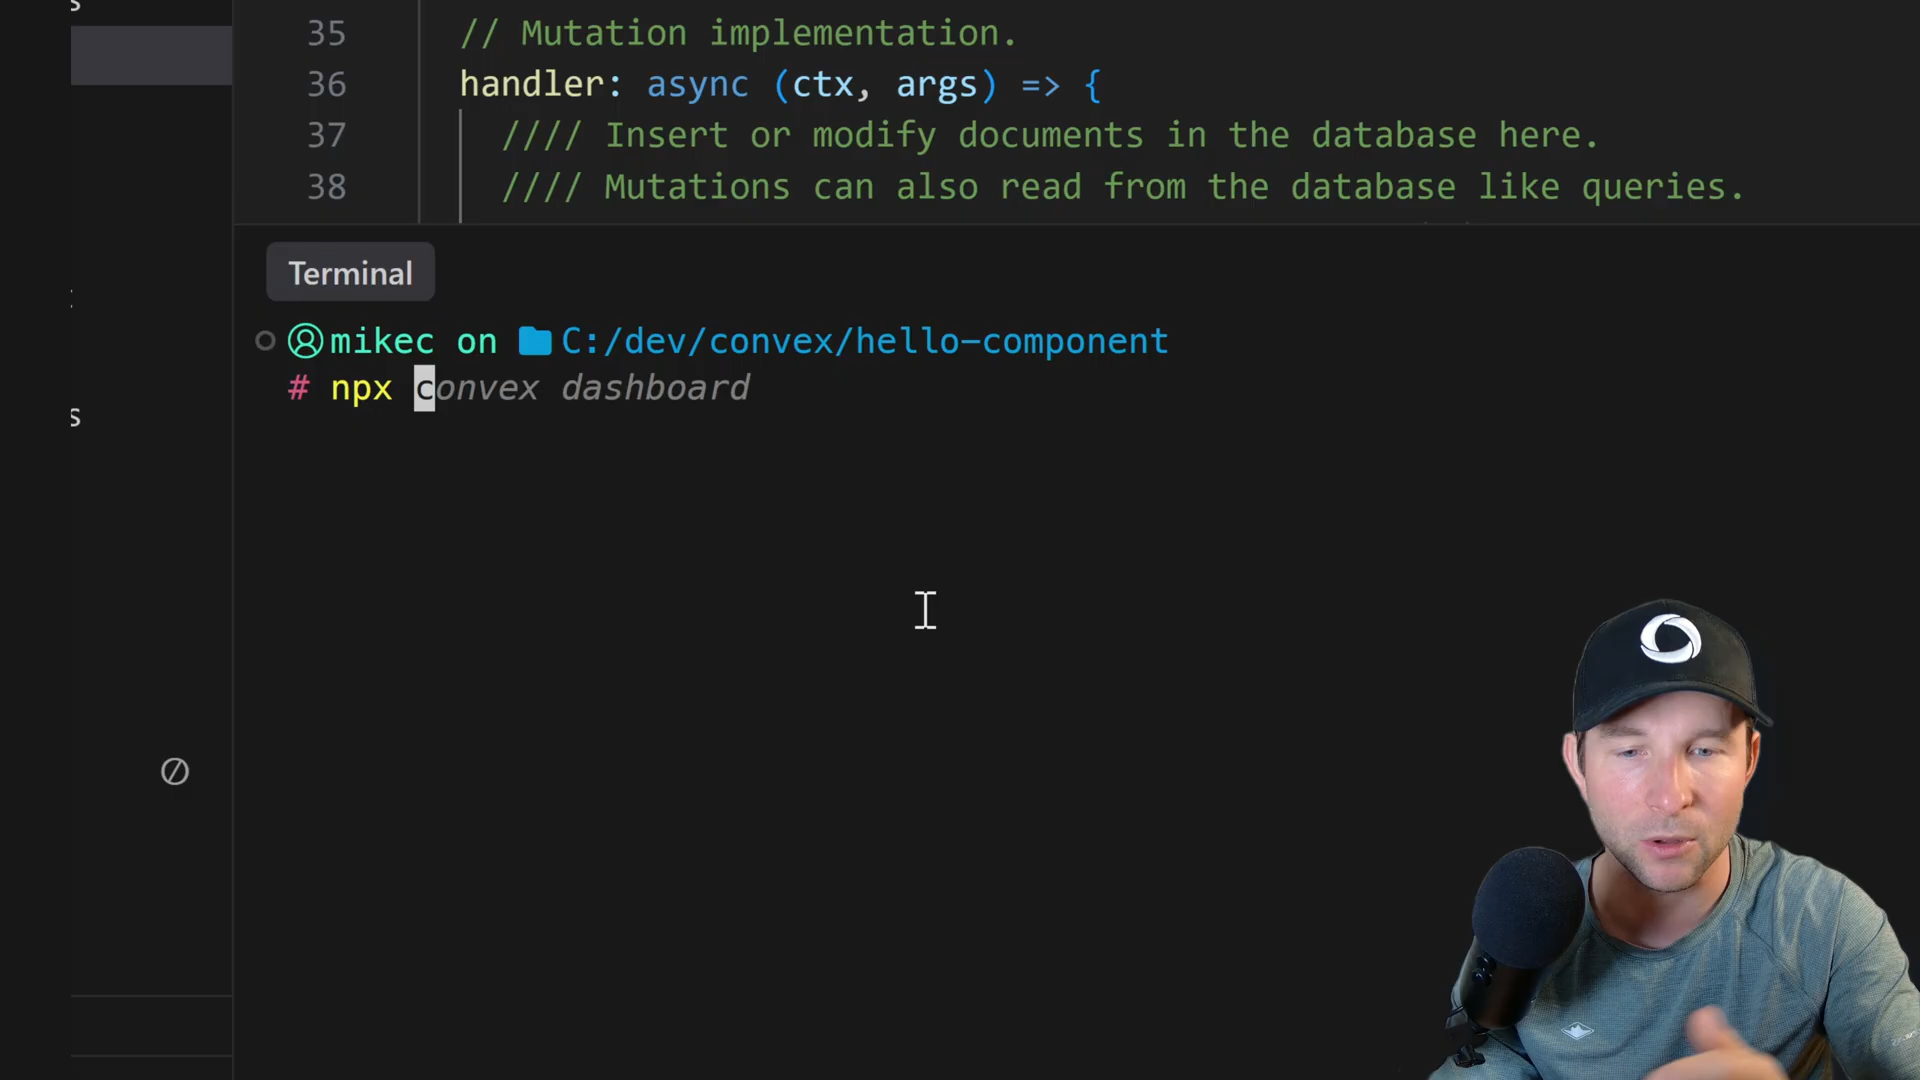 s
35 // Mutation implementation.
36 handler: async (ctx, args) => {
37 //// Insert or modify documents in the database here.
38 //// Mutations can also read from the database like queries.
Terminal
mikec on C:/dev/convex/hello-component
# npx convex dashboard
s